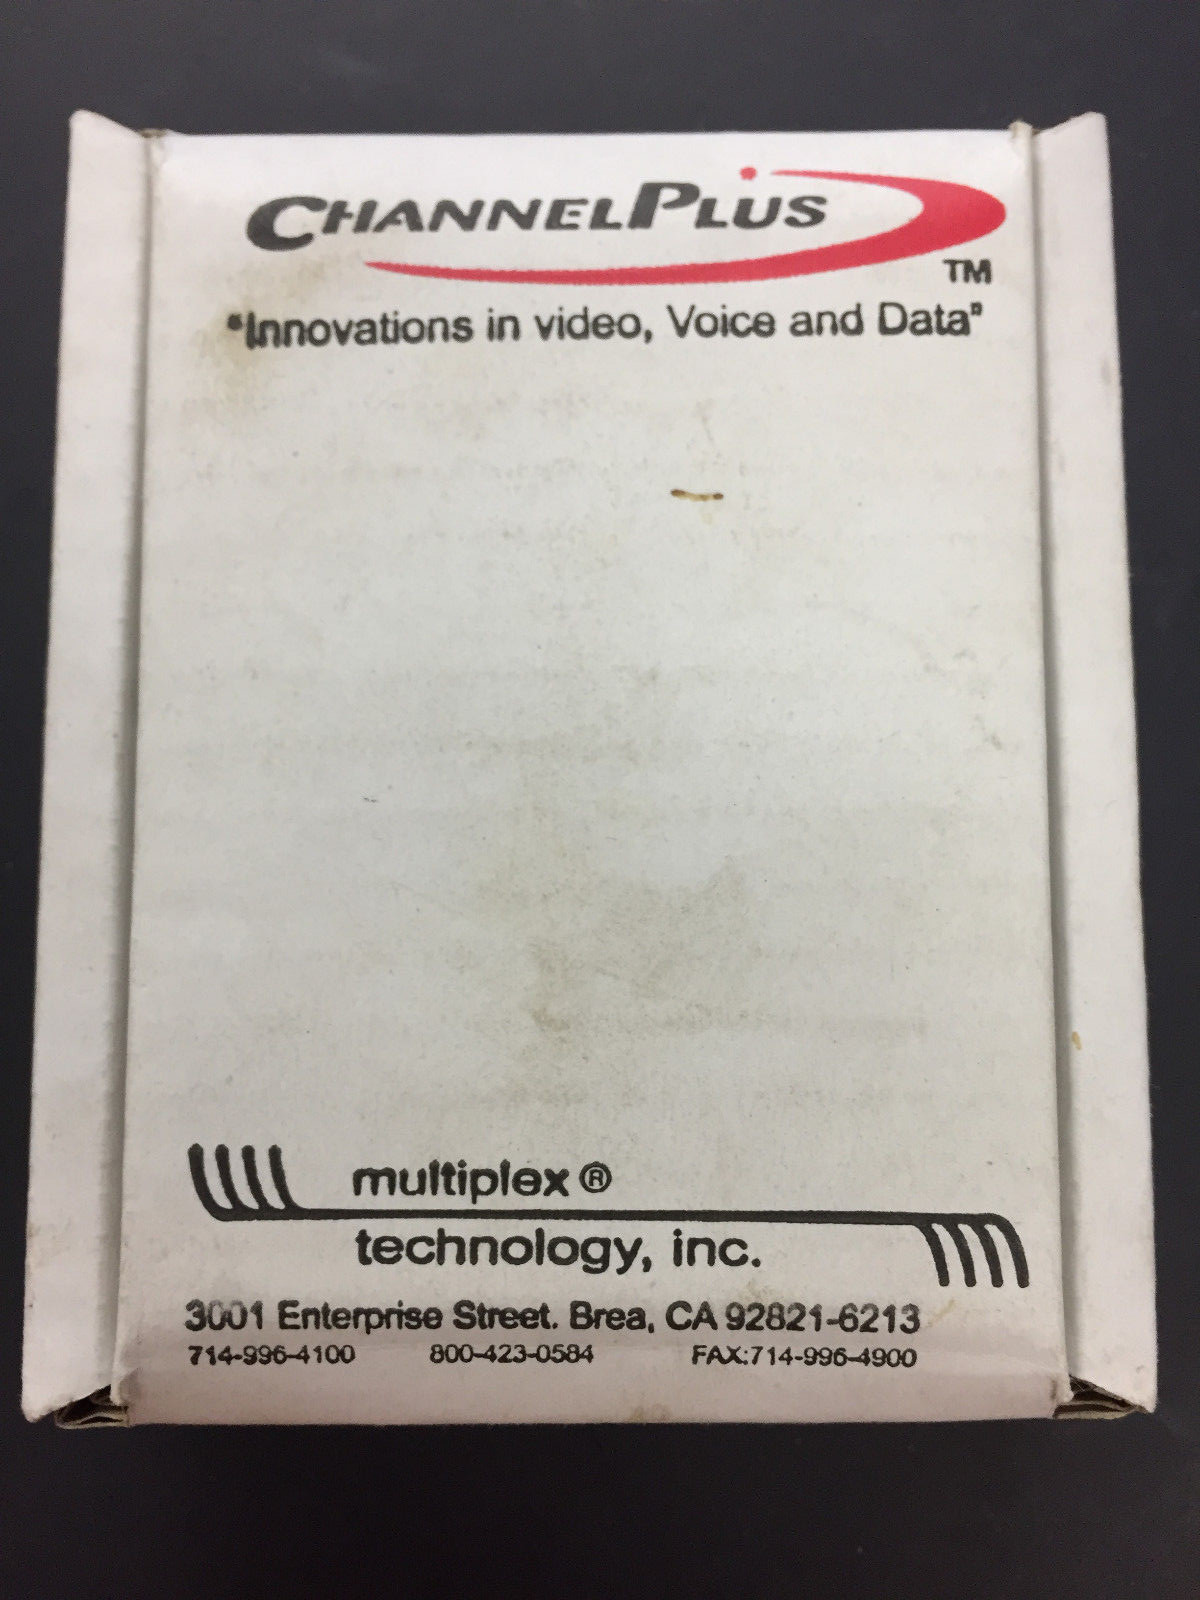 CHANNELPLUS
TM
"Innovations in video, Voice and Data"
multiplex®
technology, inc.
3001 Enterprise Street. Brea, CA 92821-6213
714-996-4100 800-423-0584 FAX:714-996-4900